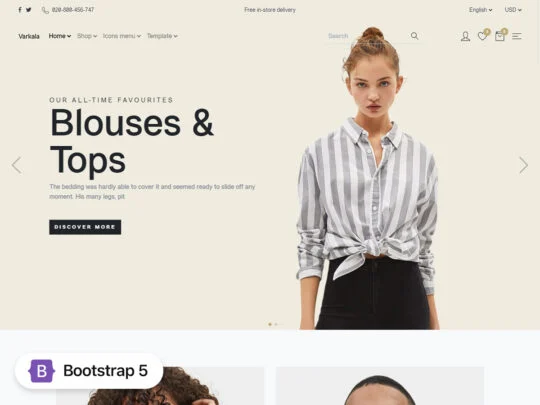 020-800-456-747
Free in-store delivery
English
USD
Varkala
Home
Shop
Icons menu
Template
Search
OUR ALL-TIME FAVOURITES
Blouses &
Tops
The bedding was hardly able to cover it and seemed ready to slide off any
moment. His many legs, pit
DISCOVER MORE
B
Bootstrap 5